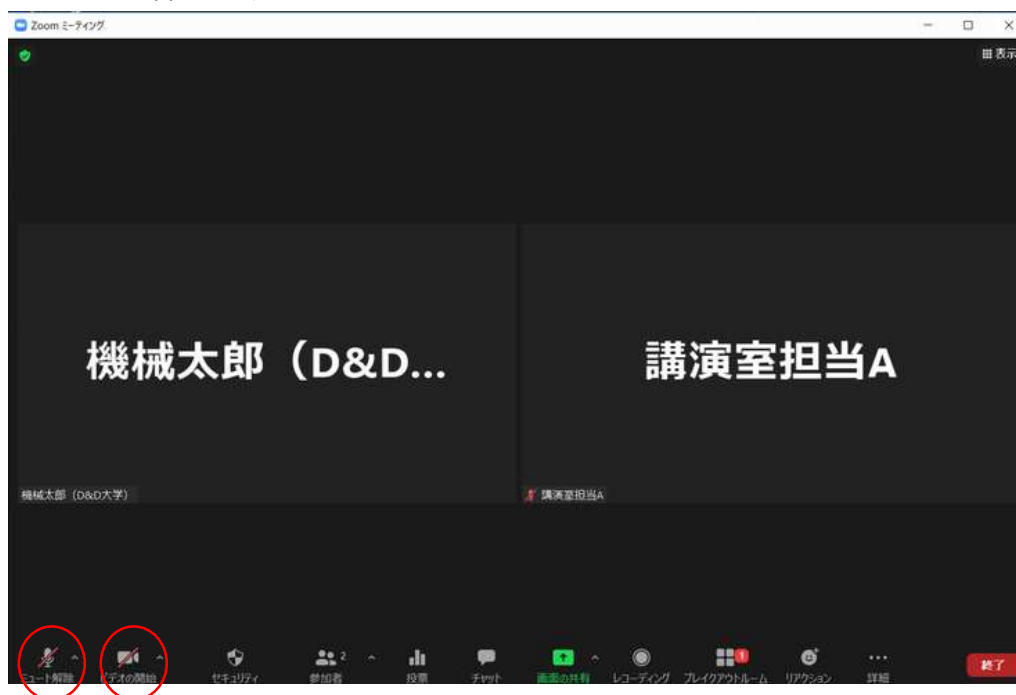 Zoom ミーティング
表示
機械太郎（D&D...
講演室担当A
機械太郎（D&D大学）
講演室担当A
ミュート解除
ビデオの開始
セキュリティ
2
参加者
投票
チャット
画面の共有
レコーディング
1
ブレイクアウトルーム
リアクション
詳細
終了